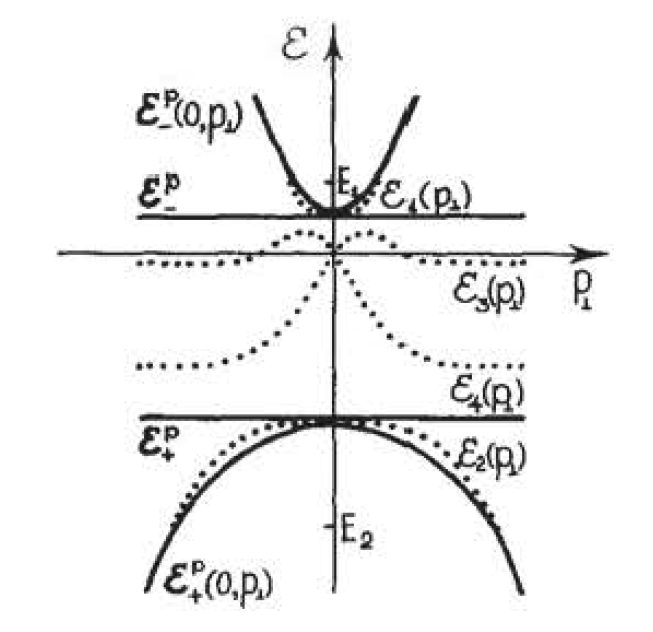 ℰ
ℰ₋ᵖ(0,p⊥)
E₁
ℰ₋ᵖ
ℰ₁(p⊥)
ℰ₃(p⊥)
p⊥
ℰ₄(p⊥)
ℰ₊ᵖ
ℰ₂(p⊥)
E₂
ℰ₊ᵖ(0,p⊥)